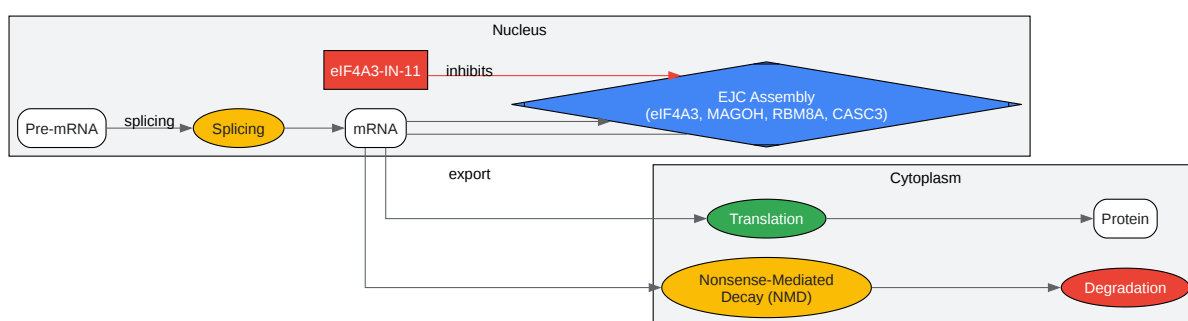 Nucleus
eIF4A3-IN-11
inhibits
EJC Assembly
(eIF4A3, MAGOH, RBM8A, CASC3)
Pre-mRNA
splicing
Splicing
mRNA
export
Cytoplasm
Translation
Protein
Nonsense-Mediated
Decay (NMD)
Degradation